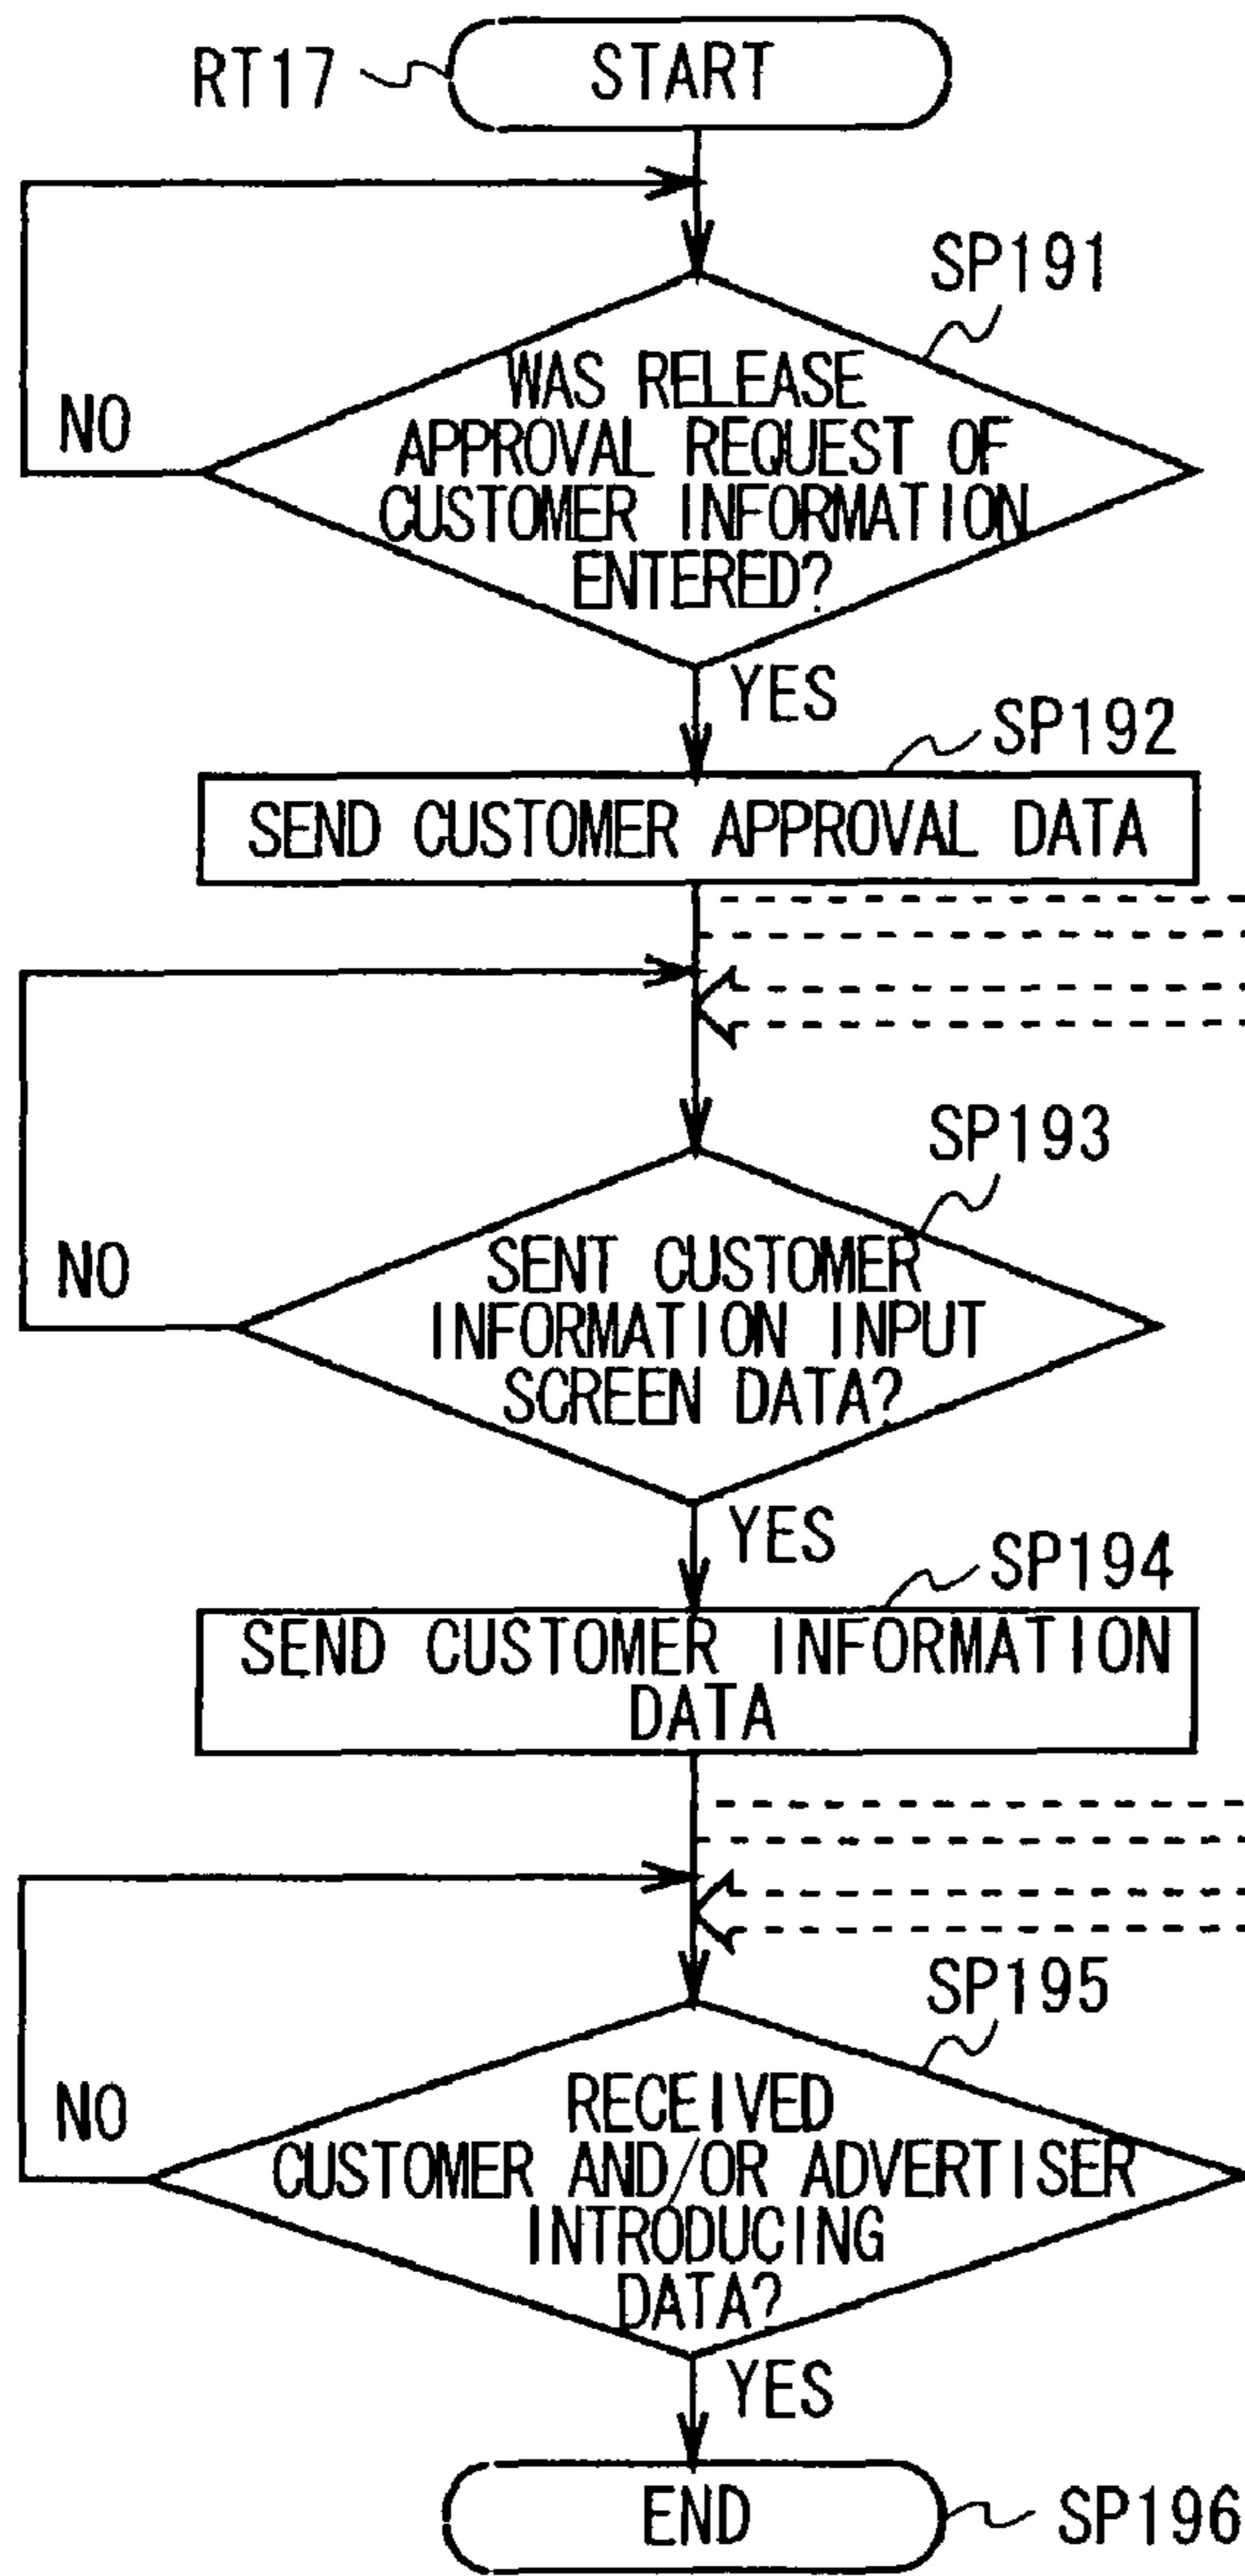 RT17
START
SP191
WAS RELEASE
APPROVAL REQUEST OF
CUSTOMER INFORMATION
ENTERED?
NO
YES
SP192
SEND CUSTOMER APPROVAL DATA
SP193
SENT CUSTOMER
INFORMATION INPUT
SCREEN DATA?
NO
YES
SP194
SEND CUSTOMER INFORMATION
DATA
SP195
RECEIVED
CUSTOMER AND/OR ADVERTISER
INTRODUCING
DATA?
NO
YES
END
SP196